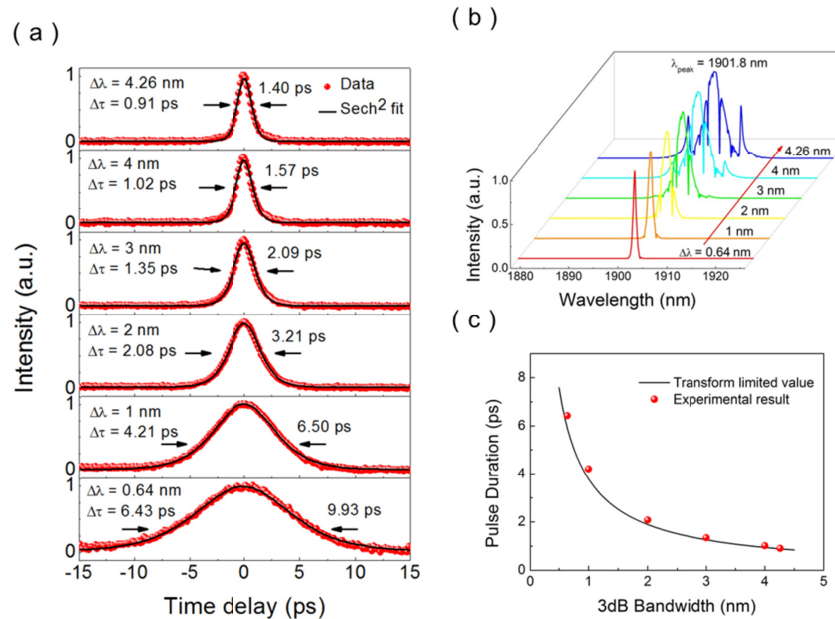 ( a )
1
Δλ = 4.26 nm
Δτ = 0.91 ps
1.40 ps
Data
Sech² fit
0
1
Δλ = 4 nm
Δτ = 1.02 ps
1.57 ps
0
1
Δλ = 3 nm
Δτ = 1.35 ps
2.09 ps
0
1
Δλ = 2 nm
Δτ = 2.08 ps
3.21 ps
0
1
Δλ = 1 nm
Δτ = 4.21 ps
6.50 ps
0
1
Δλ = 0.64 nm
Δτ = 6.43 ps
9.93 ps
0
-15 -10 -5 0 5 10 15
Time delay (ps)
Intensity (a.u.)
( b )
λpeak = 1901.8 nm
4.26 nm
4 nm
3 nm
2 nm
1 nm
Δλ = 0.64 nm
1.0
0.5
0.0
Intensity (a.u.)
1880 1890 1900 1910 1920
Wavelength (nm)
( c )
8
6
4
2
0
Pulse Duration (ps)
Transform limited value
Experimental result
0 1 2 3 4 5
3dB Bandwidth (nm)